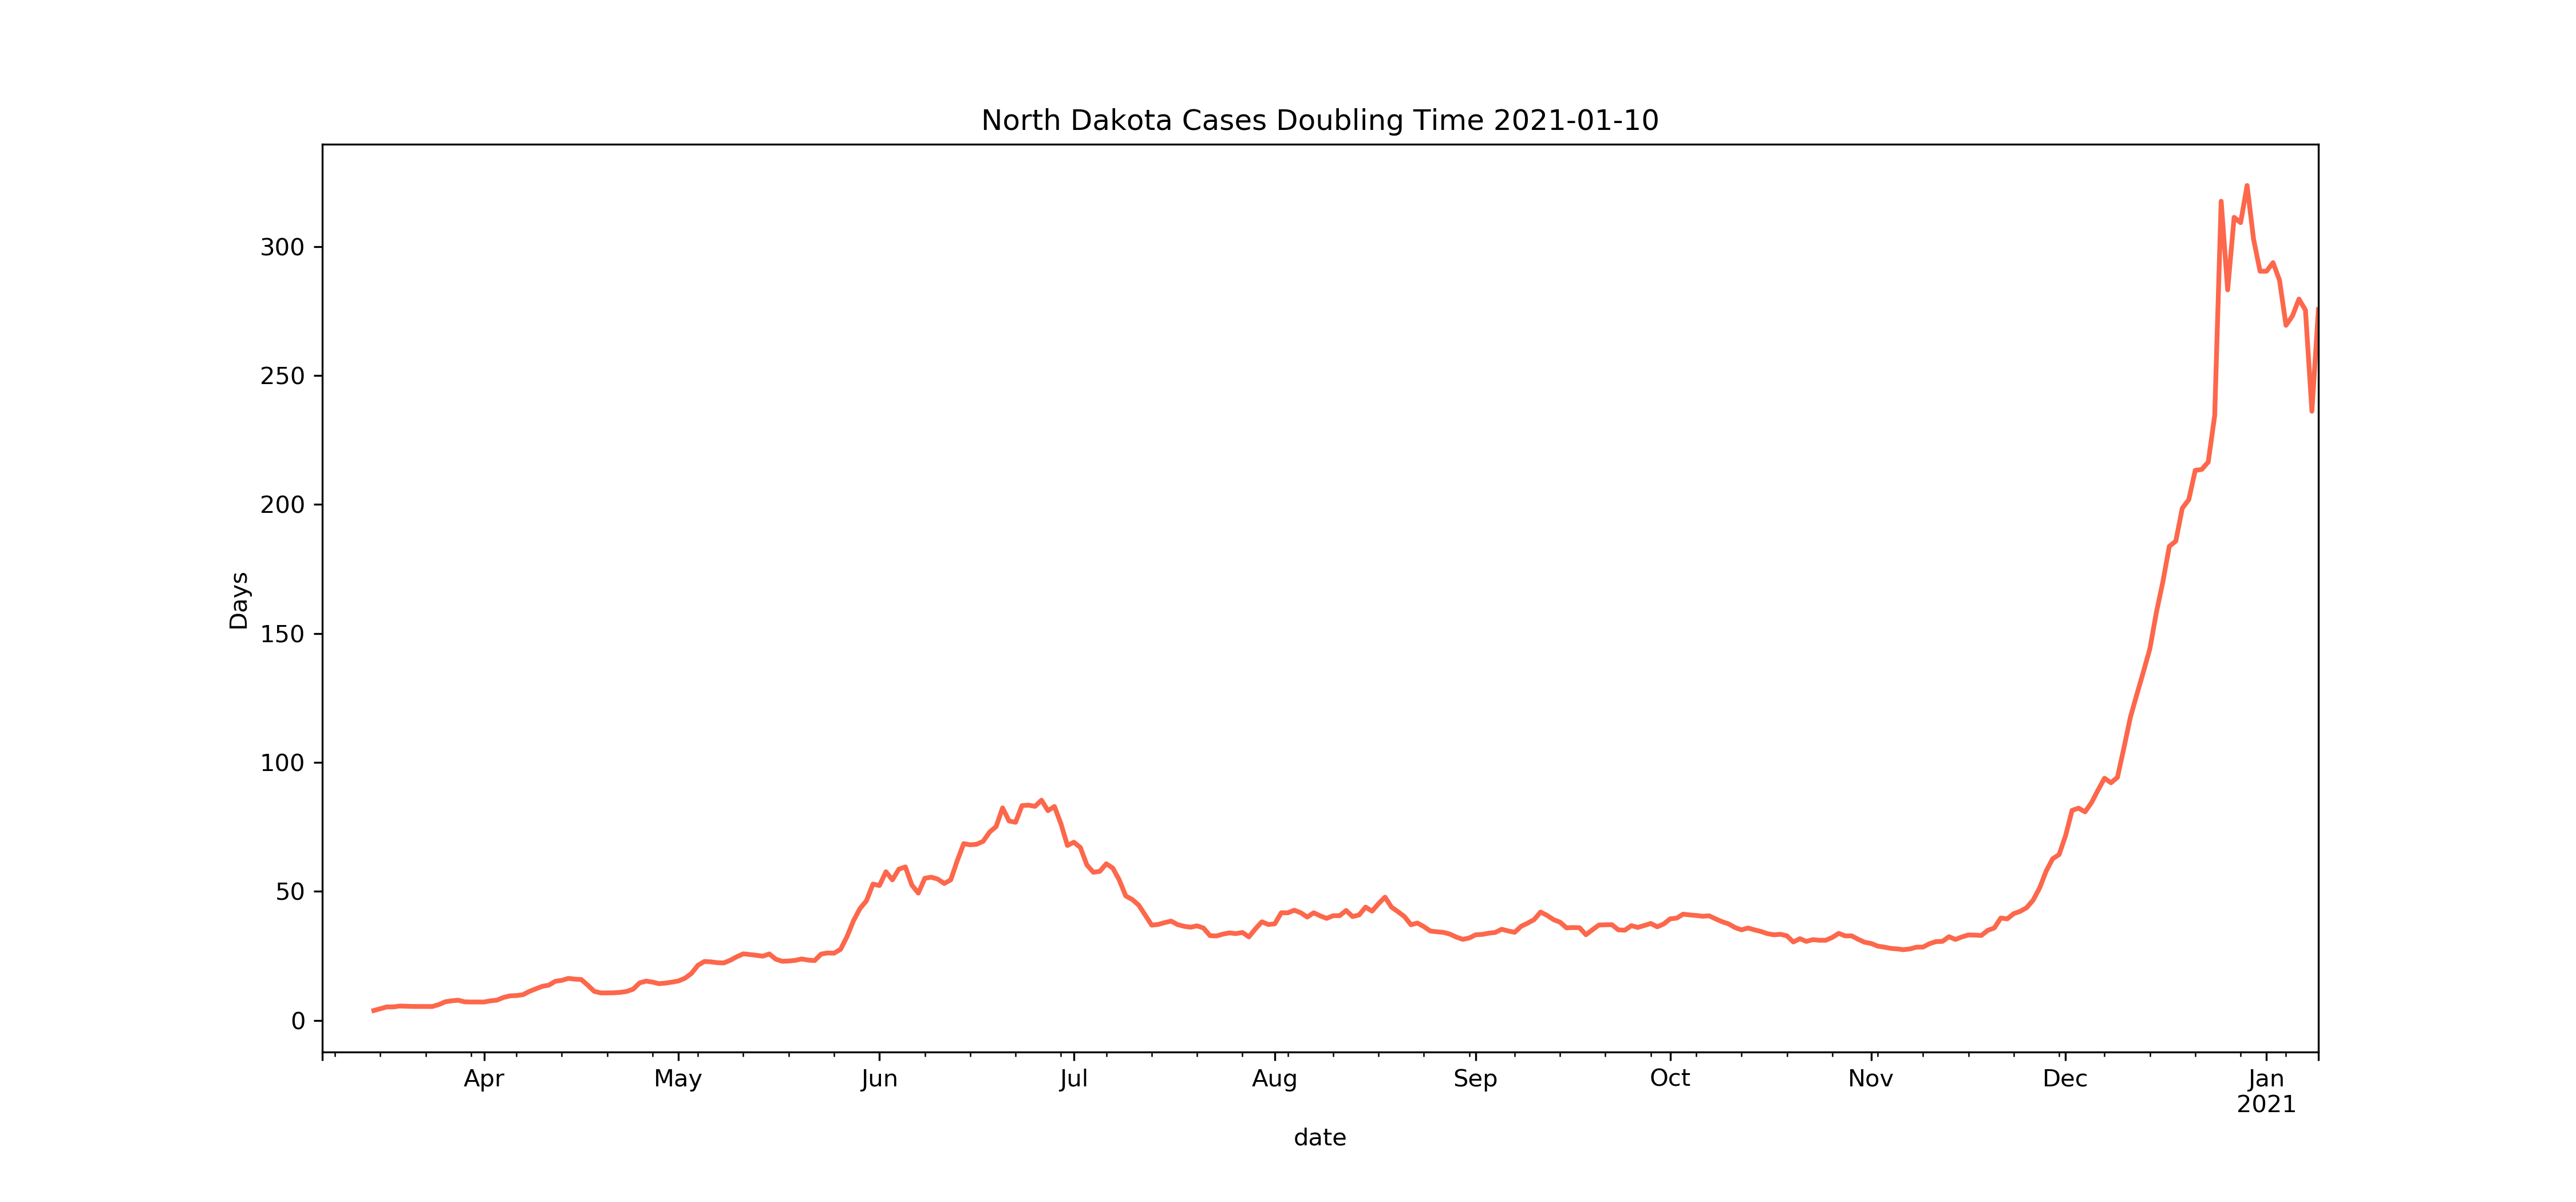 North Dakota Cases Doubling Time 2021-01-10
300
250
200
150
100
50
0
Days
Apr May Jun Jul Aug Sep Oct Nov Dec Jan
2021
date